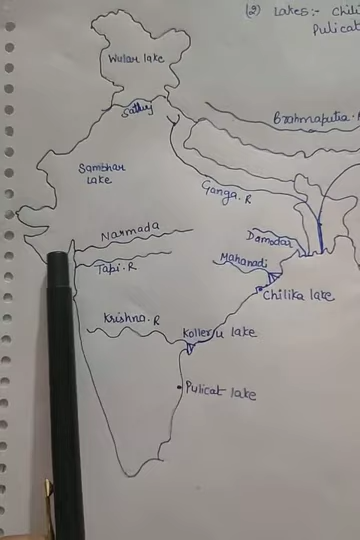 (2) Lakes:- Chili
Pulicat
Wular lake
Sutluj
Brahmaputra.R
Sambhar
Lake
Ganga.R
Narmada
Damodar
Tapi.R
Mahanadi
Chilika lake
Krishna.R
Kolleru lake
Pulicat lake